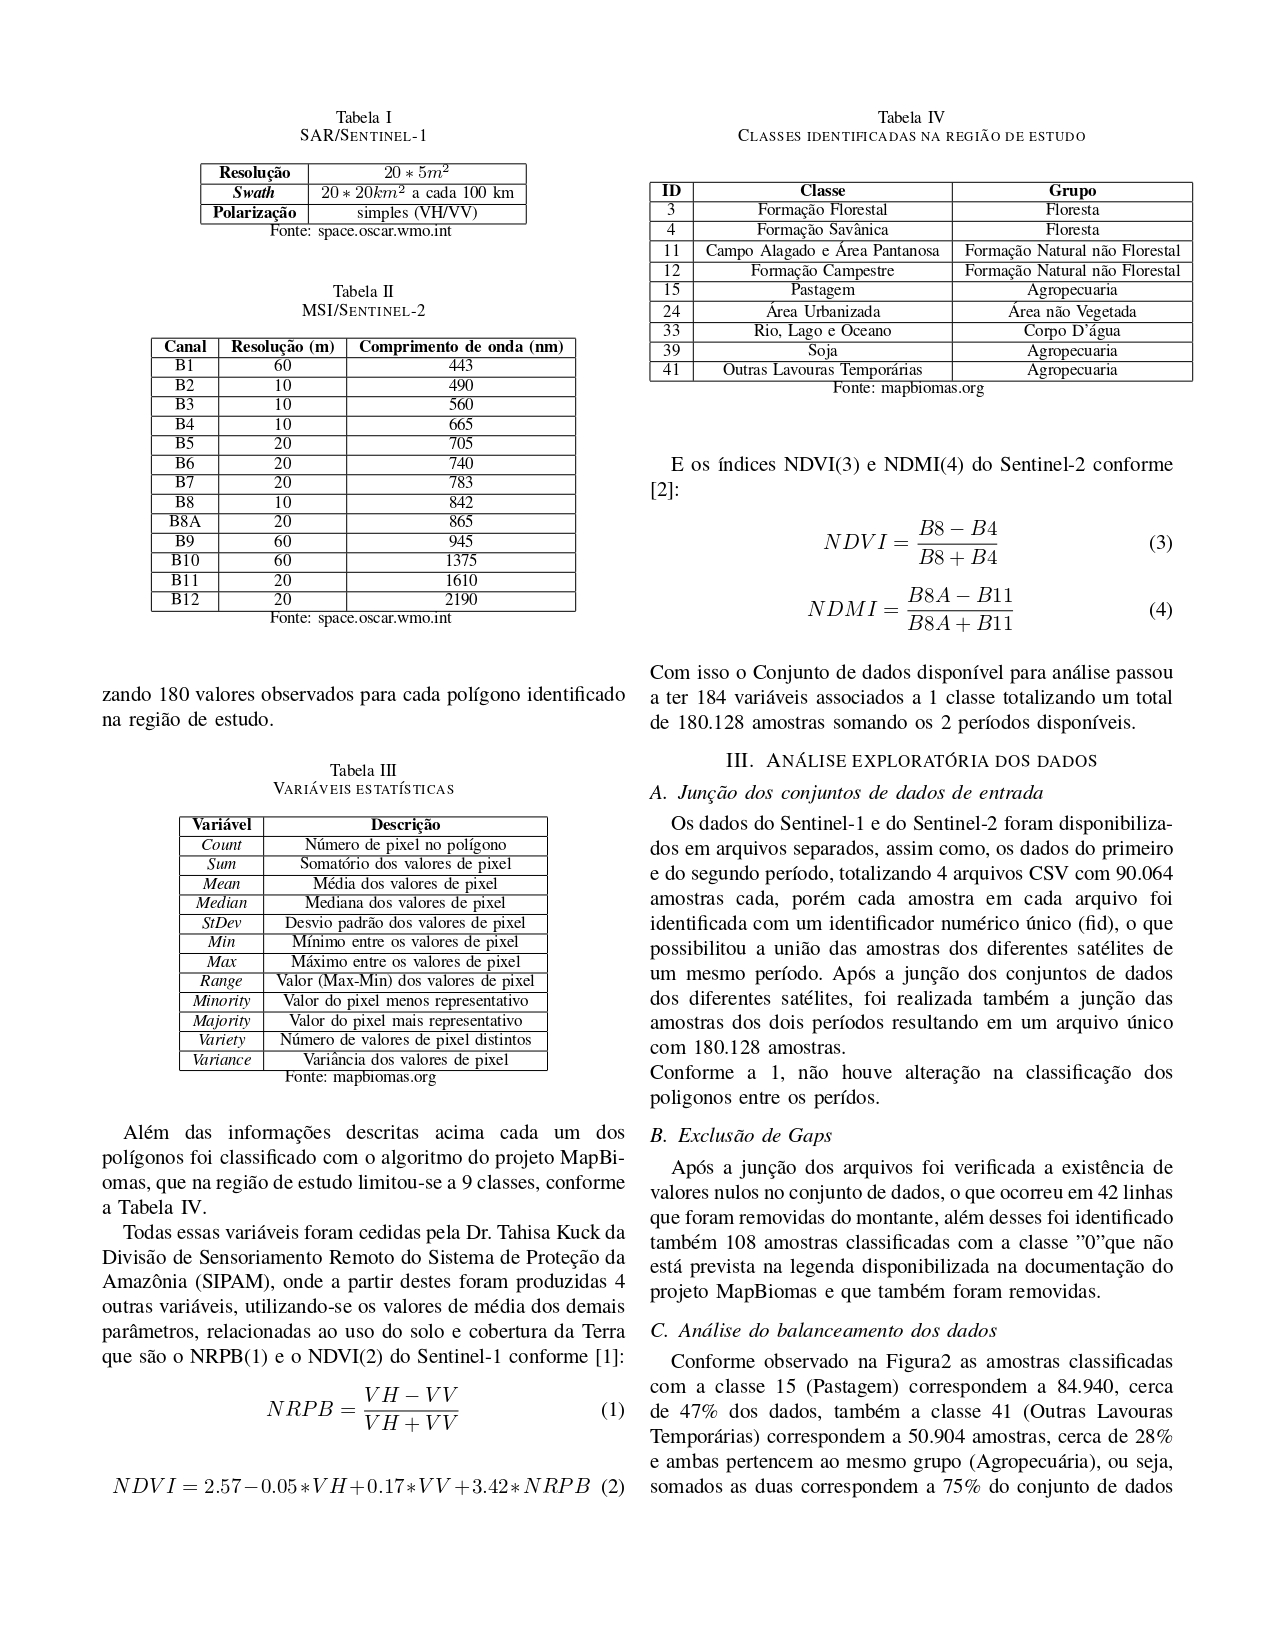 Tabela I
SAR/SENTINEL-1
Resolução 20 ∗ 5m²
Swath 20 ∗ 20km² a cada 100 km
Polarização simples (VH/VV)
Fonte: space.oscar.wmo.int
Tabela II
MSI/SENTINEL-2
Canal Resolução (m) Comprimento de onda (nm)
B1 60 443
B2 10 490
B3 10 560
B4 10 665
B5 20 705
B6 20 740
B7 20 783
B8 10 842
B8A 20 865
B9 60 945
B10 60 1375
B11 20 1610
B12 20 2190
Fonte: space.oscar.wmo.int
zando 180 valores observados para cada polígono identificado
na região de estudo.
Tabela III
VARIÁVEIS ESTATÍSTICAS
Variável Descrição
Count Número de pixel no polígono
Sum Somatório dos valores de pixel
Mean Média dos valores de pixel
Median Mediana dos valores de pixel
StDev Desvio padrão dos valores de pixel
Min Mínimo entre os valores de pixel
Max Máximo entre os valores de pixel
Range Valor (Max-Min) dos valores de pixel
Minority Valor do pixel menos representativo
Majority Valor do pixel mais representativo
Variety Número de valores de pixel distintos
Variance Variância dos valores de pixel
Fonte: mapbiomas.org
Além das informações descritas acima cada um dos
polígonos foi classificado com o algoritmo do projeto MapBi-
omas, que na região de estudo limitou-se a 9 classes, conforme
a Tabela IV.
Todas essas variáveis foram cedidas pela Dr. Tahisa Kuck da
Divisão de Sensoriamento Remoto do Sistema de Proteção da
Amazônia (SIPAM), onde a partir destes foram produzidas 4
outras variáveis, utilizando-se os valores de média dos demais
parâmetros, relacionadas ao uso do solo e cobertura da Terra
que são o NRPB(1) e o NDVI(2) do Sentinel-1 conforme [1]:
NRPB = (VH − VV) / (VH + VV) (1)
NDVI = 2.57−0.05∗VH+0.17∗VV+3.42∗NRPB (2)
Tabela IV
CLASSES IDENTIFICADAS NA REGIÃO DE ESTUDO
ID Classe Grupo
3 Formação Florestal Floresta
4 Formação Savânica Floresta
11 Campo Alagado e Área Pantanosa Formação Natural não Florestal
12 Formação Campestre Formação Natural não Florestal
15 Pastagem Agropecuaria
24 Área Urbanizada Área não Vegetada
33 Rio, Lago e Oceano Corpo D'água
39 Soja Agropecuaria
41 Outras Lavouras Temporárias Agropecuaria
Fonte: mapbiomas.org
E os índices NDVI(3) e NDMI(4) do Sentinel-2 conforme
[2]:
NDVI = (B8 − B4) / (B8 + B4) (3)
NDMI = (B8A − B11) / (B8A + B11) (4)
Com isso o Conjunto de dados disponível para análise passou
a ter 184 variáveis associados a 1 classe totalizando um total
de 180.128 amostras somando os 2 períodos disponíveis.
III. ANÁLISE EXPLORATÓRIA DOS DADOS
A. Junção dos conjuntos de dados de entrada
Os dados do Sentinel-1 e do Sentinel-2 foram disponibiliza-
dos em arquivos separados, assim como, os dados do primeiro
e do segundo período, totalizando 4 arquivos CSV com 90.064
amostras cada, porém cada amostra em cada arquivo foi
identificada com um identificador numérico único (fid), o que
possibilitou a união das amostras dos diferentes satélites de
um mesmo período. Após a junção dos conjuntos de dados
dos diferentes satélites, foi realizada também a junção das
amostras dos dois períodos resultando em um arquivo único
com 180.128 amostras.
Conforme a 1, não houve alteração na classificação dos
poligonos entre os perídos.
B. Exclusão de Gaps
Após a junção dos arquivos foi verificada a existência de
valores nulos no conjunto de dados, o que ocorreu em 42 linhas
que foram removidas do montante, além desses foi identificado
também 108 amostras classificadas com a classe ”0”que não
está prevista na legenda disponibilizada na documentação do
projeto MapBiomas e que também foram removidas.
C. Análise do balanceamento dos dados
Conforme observado na Figura2 as amostras classificadas
com a classe 15 (Pastagem) correspondem a 84.940, cerca
de 47% dos dados, também a classe 41 (Outras Lavouras
Temporárias) correspondem a 50.904 amostras, cerca de 28%
e ambas pertencem ao mesmo grupo (Agropecuária), ou seja,
somados as duas correspondem a 75% do conjunto de dados